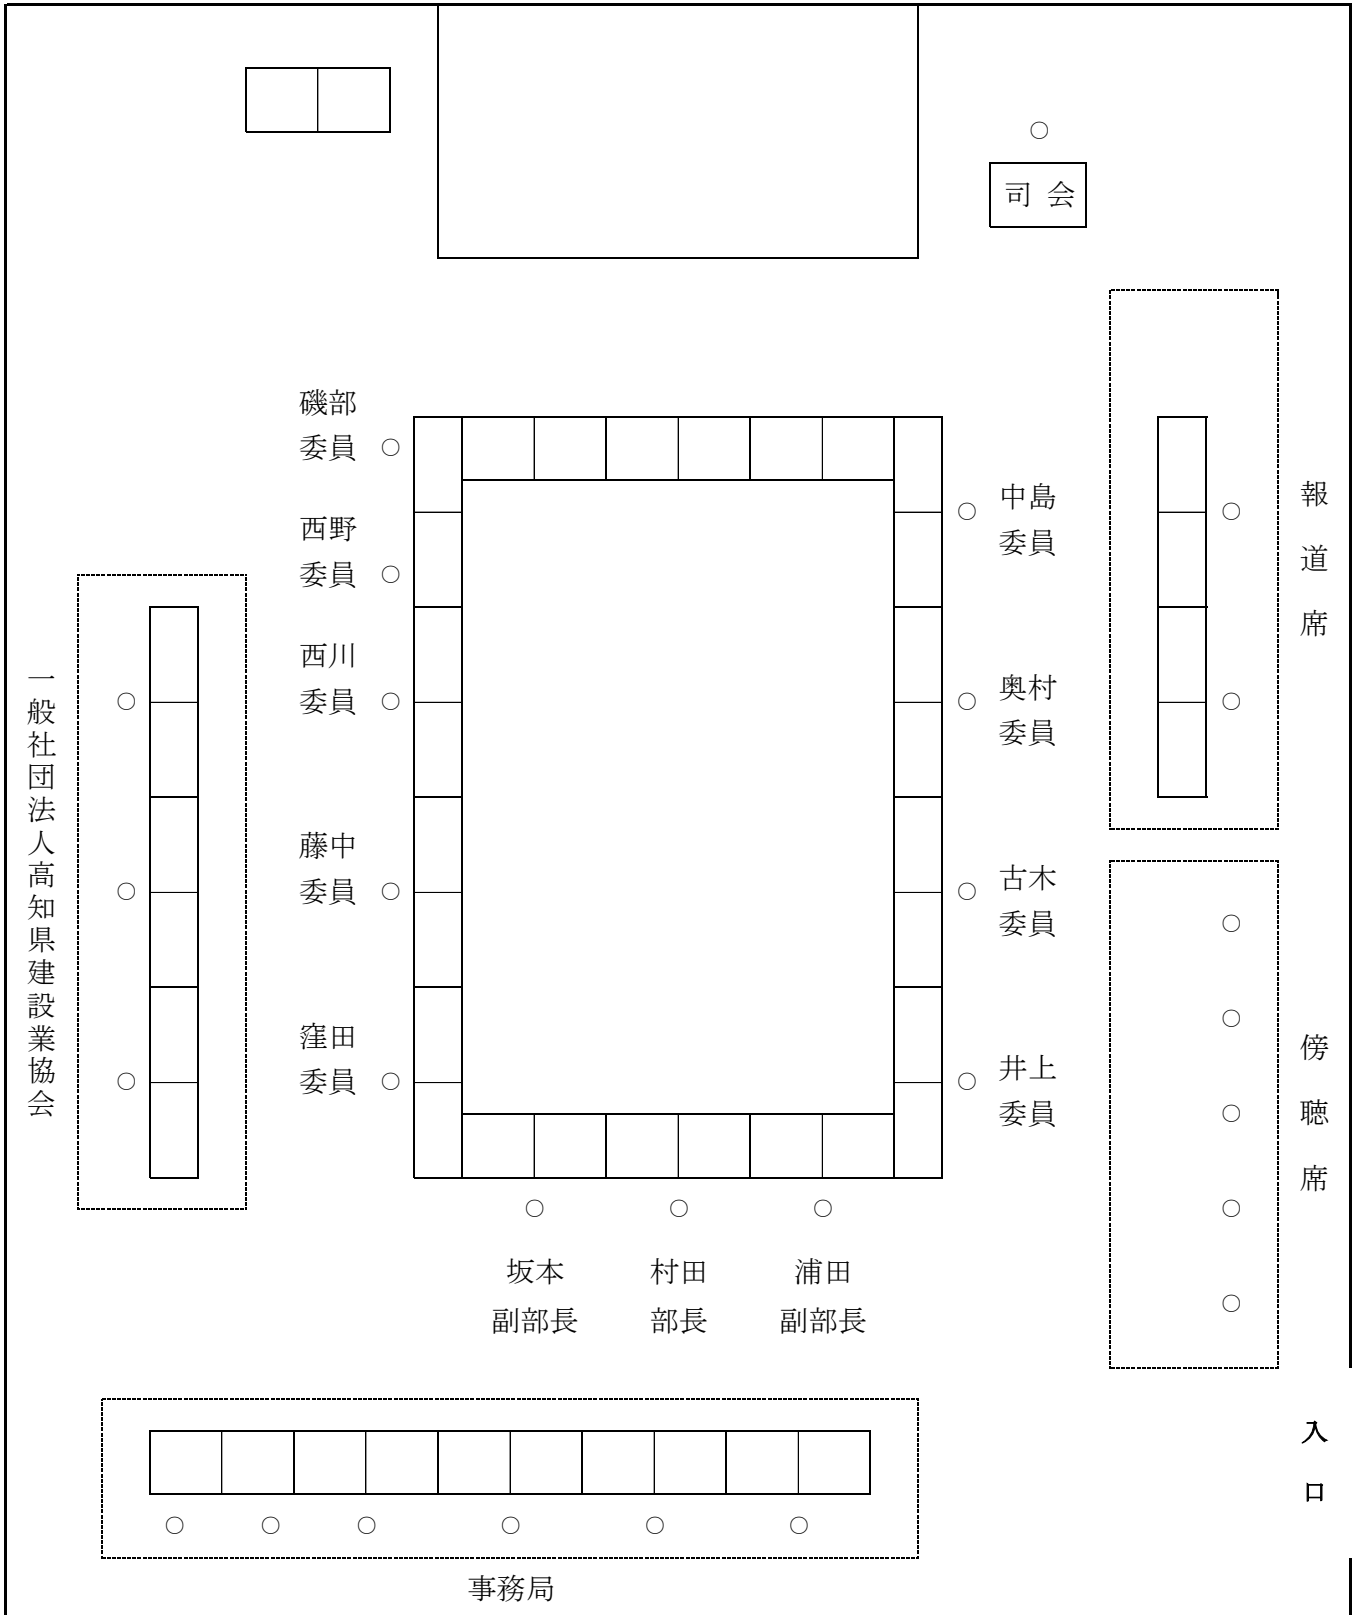 司会
磯部
委員
西野
委員
西川
委員
藤中
委員
窪田
委員
中島
委員
奥村
委員
古木
委員
井上
委員
報道席
傍聴席
一般社団法人高知県建設業協会
坂本
副部長
村田
部長
浦田
副部長
入口
事務局